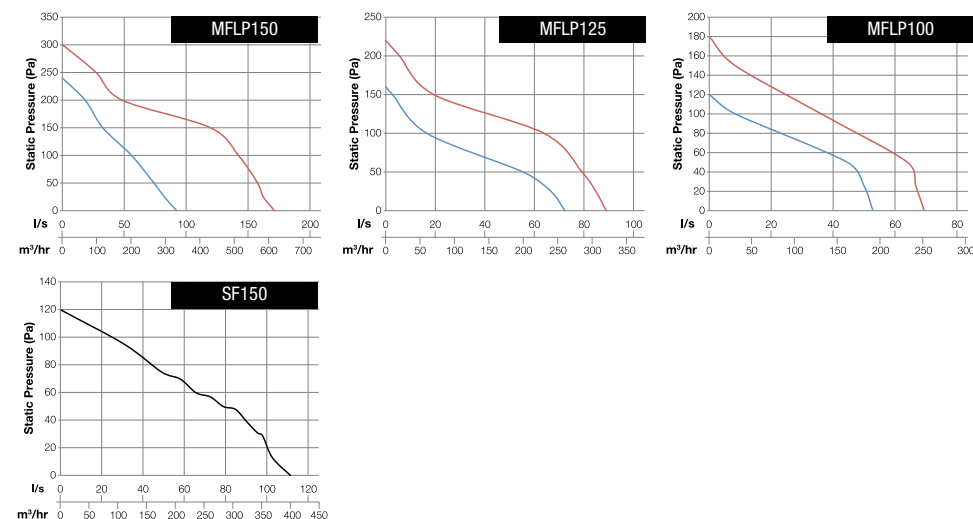 MFLP150
Static Pressure (Pa)
350
300
250
200
150
100
50
0
l/s 0 50 100 150 200
m³/hr 0 100 200 300 400 500 600 700
MFLP125
Static Pressure (Pa)
250
200
150
100
50
0
l/s 0 20 40 60 80 100
m³/hr 0 50 100 150 200 250 300 350
MFLP100
Static Pressure (Pa)
200
180
160
140
120
100
80
60
40
20
0
l/s 0 20 40 60 80
m³/hr 0 50 100 150 200 250 300
SF150
Static Pressure (Pa)
140
120
100
80
60
40
20
0
l/s 0 20 40 60 80 100 120
m³/hr 0 50 100 150 200 250 300 350 400 450